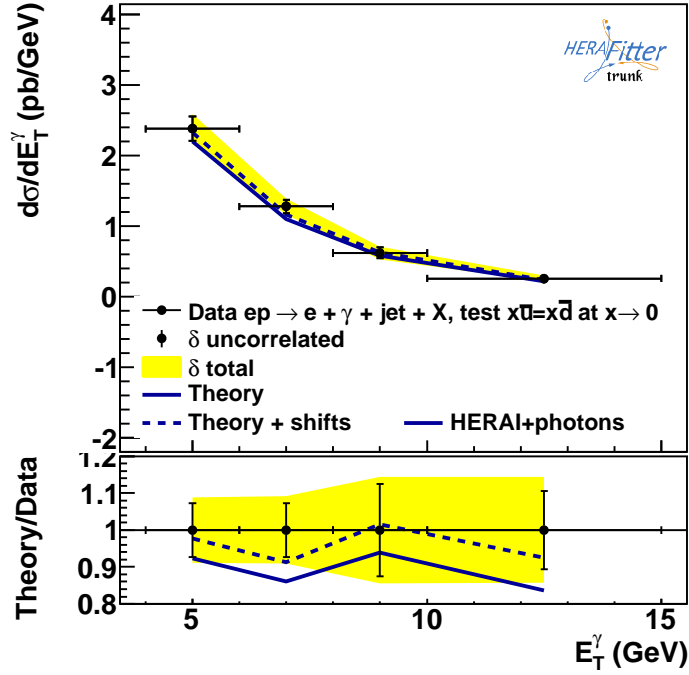 4
HERAFitter
trunk
3
2
1
0
-1
-2
dσ/dE_T^γ (pb/GeV)
Data ep → e + γ + jet + X, test xu̅=xd̅ at x→ 0
δ uncorrelated
δ total
Theory
Theory + shifts HERAI+photons
1.2
1.1
1
0.9
0.8
Theory/Data
5 10 15
E_T^γ (GeV)